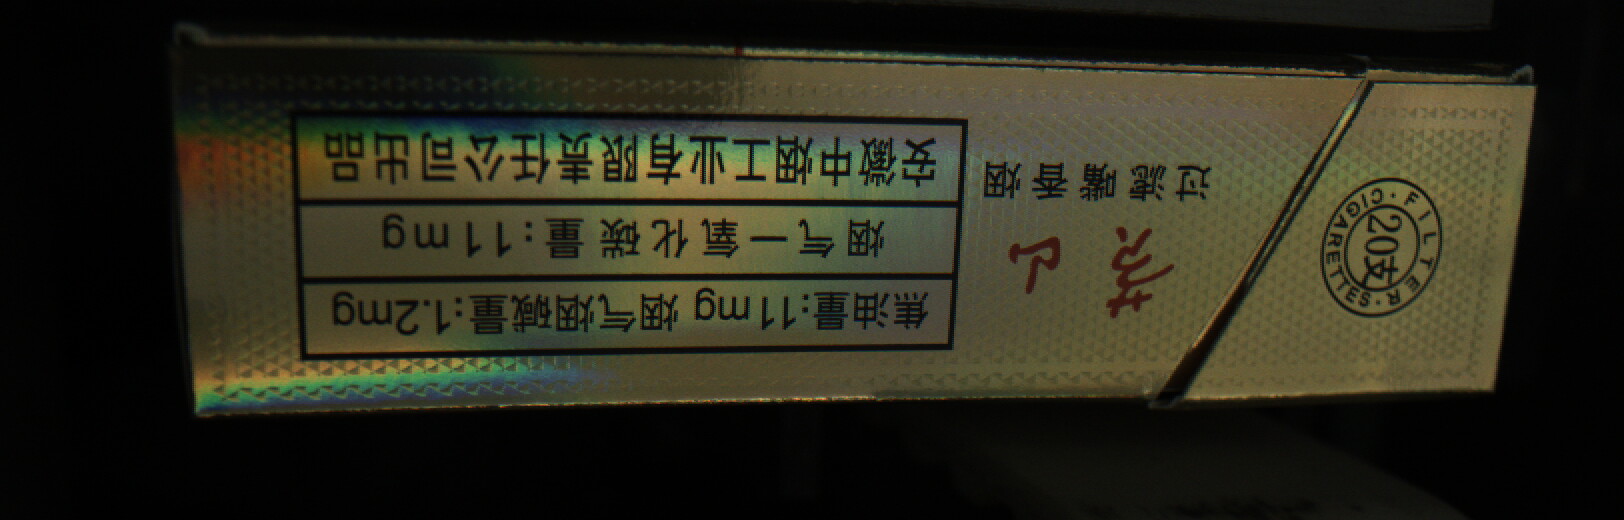 FILTER · CIGARETTES ·
20支
黄山
过滤嘴香烟
焦油量:11mg 烟气烟碱量:1.2mg
烟气一氧化碳量:11mg
安徽中烟工业有限责任公司出品